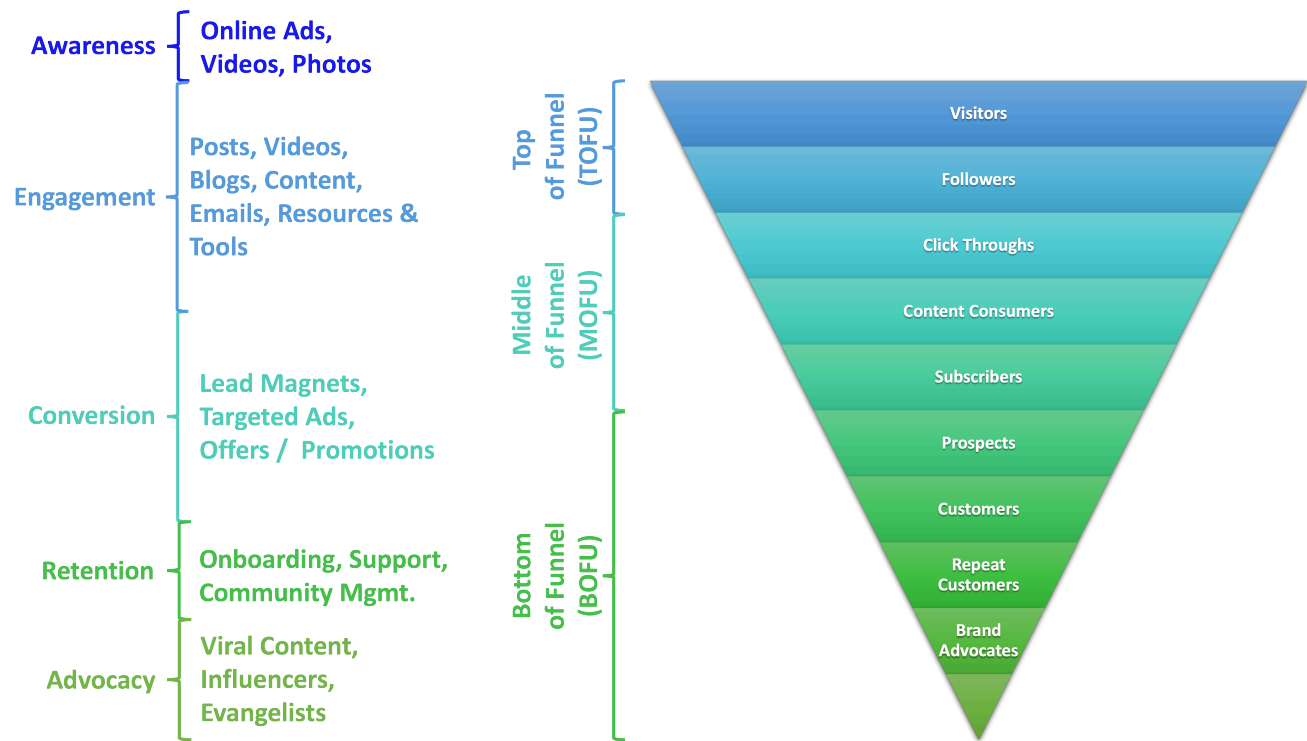 Awareness
Online Ads,
Videos, Photos
Engagement
Posts, Videos,
Blogs, Content,
Emails, Resources &
Tools
Conversion
Lead Magnets,
Targeted Ads,
Offers / Promotions
Retention
Onboarding, Support,
Community Mgmt.
Advocacy
Viral Content,
Influencers,
Evangelists
Top
of Funnel
(TOFU)
Middle
of Funnel
(MOFU)
Bottom
of Funnel
(BOFU)
Visitors
Followers
Click Throughs
Content Consumers
Subscribers
Prospects
Customers
Repeat
Customers
Brand
Advocates